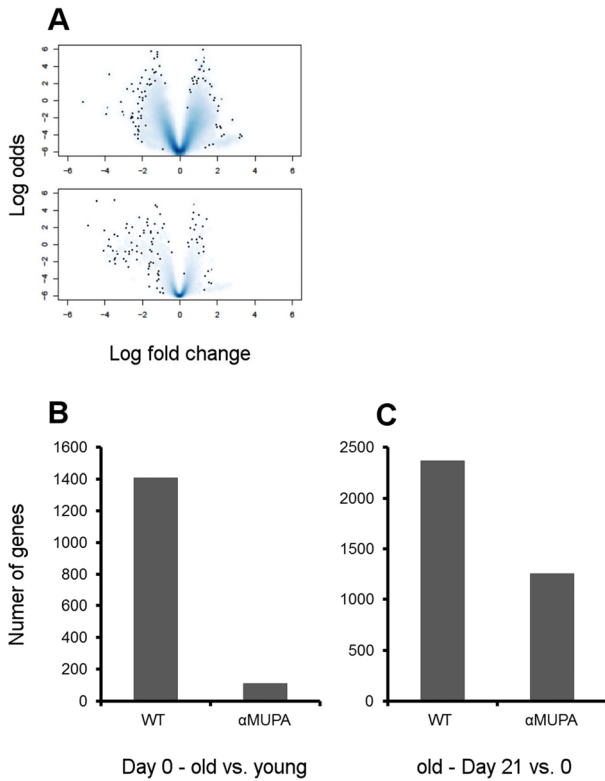 A
Log odds
6
4
2
0
-2
-4
-6
-6 -4 -2 0 2 4 6
6
4
2
0
-2
-4
-6
-6 -4 -2 0 2 4 6
Log fold change
B
Numer of genes
1600
1400
1200
1000
800
600
400
200
0
WT αMUPA
Day 0 - old vs. young
C
2500
2000
1500
1000
500
0
WT αMUPA
old - Day 21 vs. 0